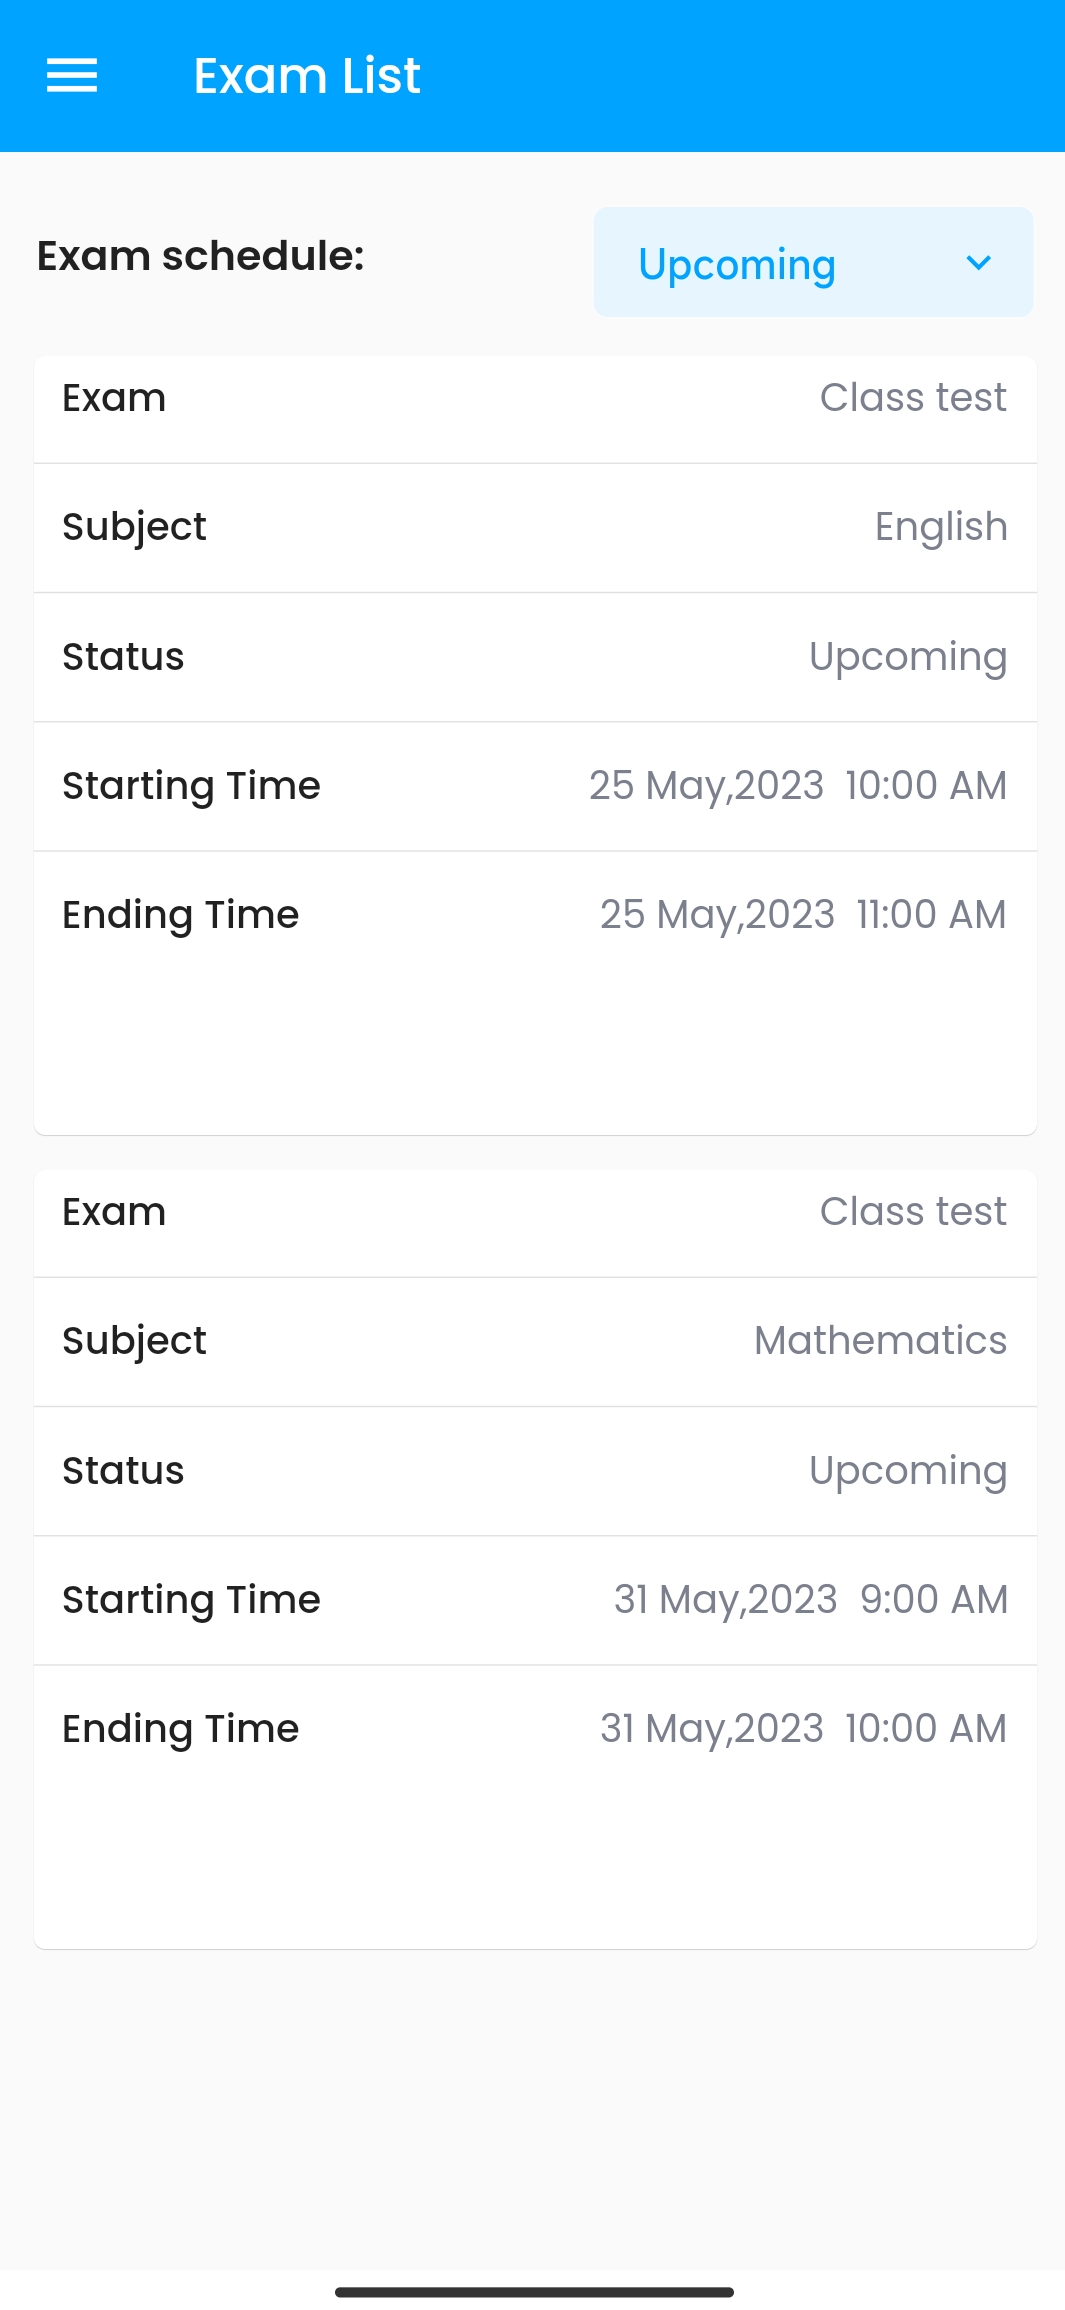 Exam List
Exam schedule: Upcoming
Exam Class test
Subject English
Status Upcoming
Starting Time 25 May,2023 10:00 AM
Ending Time 25 May,2023 11:00 AM
Exam Class test
Subject Mathematics
Status Upcoming
Starting Time 31 May,2023 9:00 AM
Ending Time 31 May,2023 10:00 AM